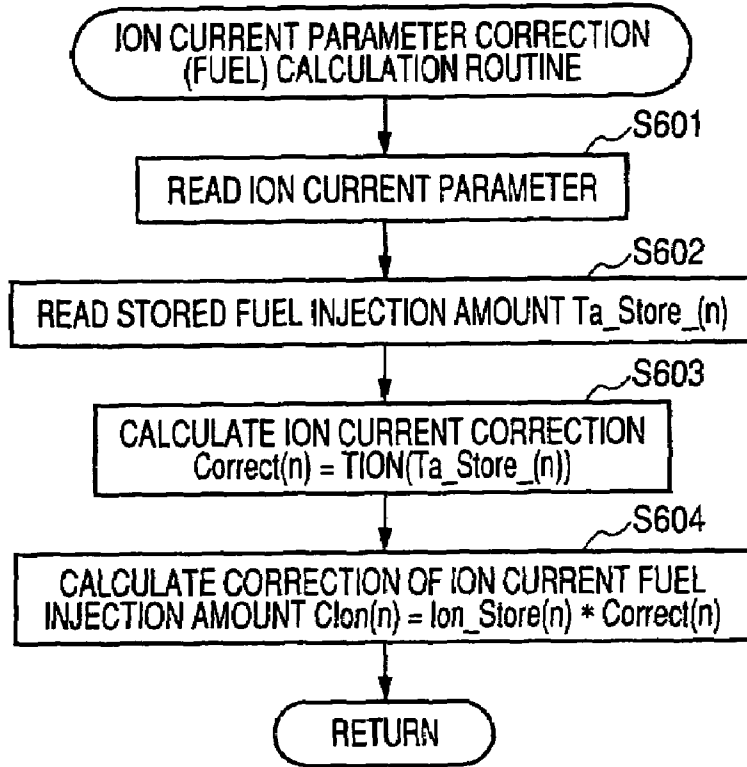 ION CURRENT PARAMETER CORRECTION
(FUEL) CALCULATION ROUTINE
S601
READ ION CURRENT PARAMETER
S602
READ STORED FUEL INJECTION AMOUNT Ta_Store_(n)
S603
CALCULATE ION CURRENT CORRECTION
Correct(n) = TION(Ta_Store_(n))
S604
CALCULATE CORRECTION OF ION CURRENT FUEL
INJECTION AMOUNT CIon(n) = Ion_Store(n) * Correct(n)
RETURN